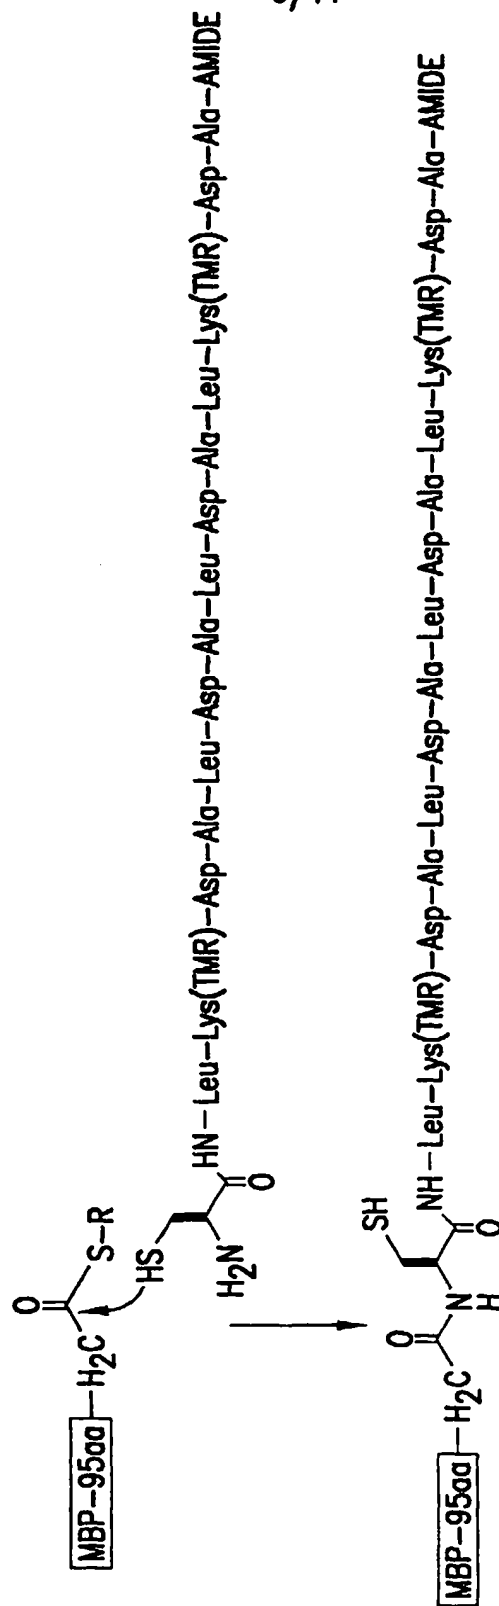 O
MBP–95aa–H₂C S–R
HS
H₂N O HN–Leu–Lys(TMR)–Asp–Ala–Leu–Asp–Ala–Leu–Asp–Ala–Leu–Lys(TMR)–Asp–Ala–AMIDE
O SH
MBP–95aa–H₂C N H O NH–Leu–Lys(TMR)–Asp–Ala–Leu–Asp–Ala–Leu–Asp–Ala–Leu–Lys(TMR)–Asp–Ala–AMIDE